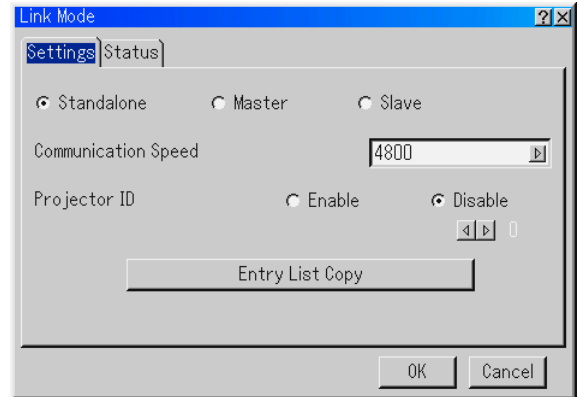 Link Mode
Settings Status
Standalone Master Slave
Communication Speed 4800
Projector ID Enable Disable
0
Entry List Copy
OK Cancel